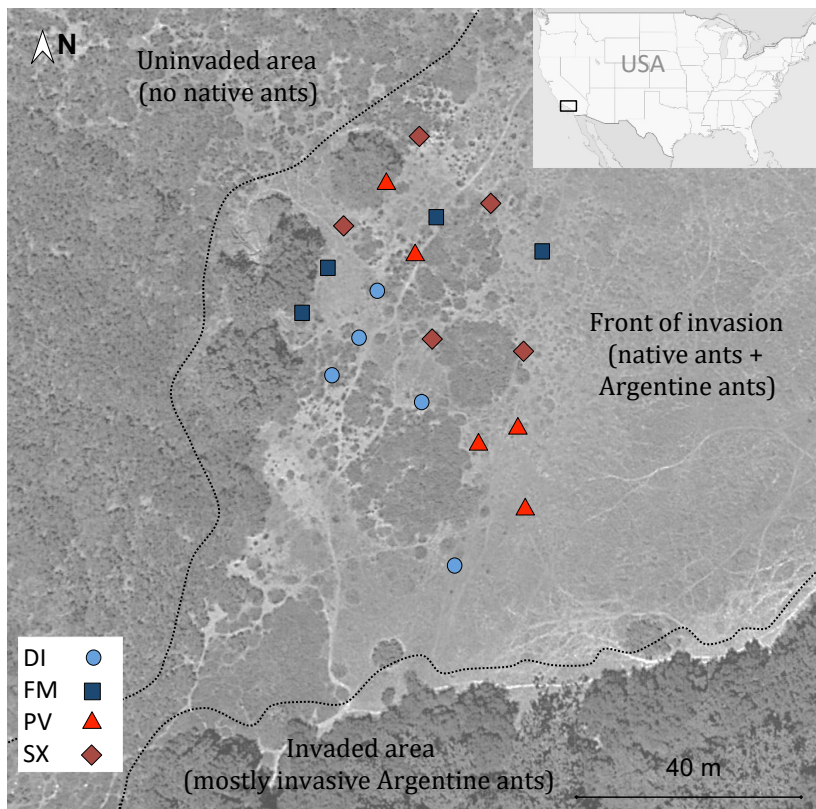 N
Uninvaded area
(no native ants)
USA
Front of invasion
(native ants +
Argentine ants)
DI
FM
PV
SX
Invaded area
(mostly invasive Argentine ants)
40 m